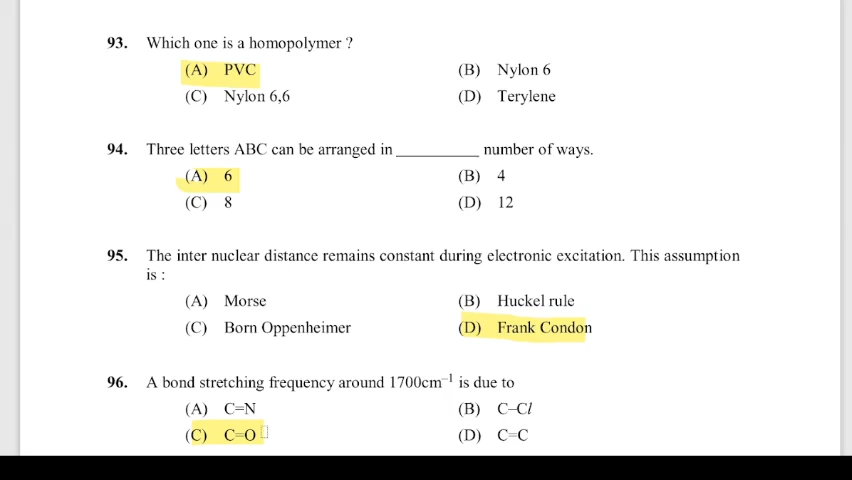 93. Which one is a homopolymer ?
(A) PVC (B) Nylon 6
(C) Nylon 6,6 (D) Terylene
94. Three letters ABC can be arranged in __________ number of ways.
(A) 6 (B) 4
(C) 8 (D) 12
95. The inter nuclear distance remains constant during electronic excitation. This assumption
is :
(A) Morse (B) Huckel rule
(C) Born Oppenheimer (D) Frank Condon
96. A bond stretching frequency around 1700cm⁻¹ is due to
(A) C=N (B) C–Cl
(C) C=O (D) C=C